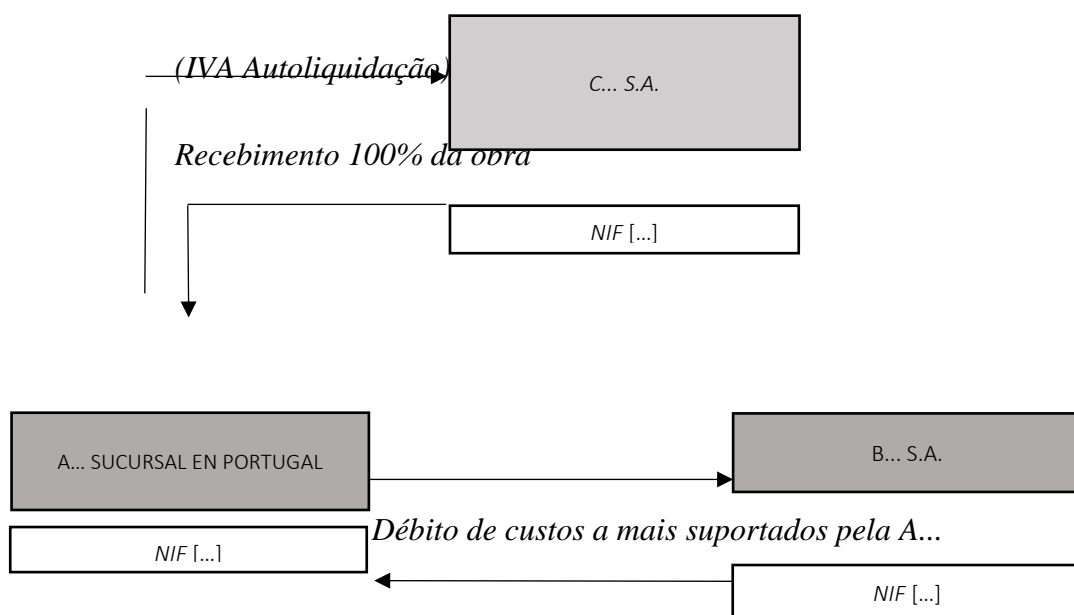 (IVA Autoliquidação)
C... S.A.
Recebimento 100% da obra
NIF [...]
A... SUCURSAL EN PORTUGAL
B... S.A.
Débito de custos a mais suportados pela A...
NIF [...]
NIF [...]